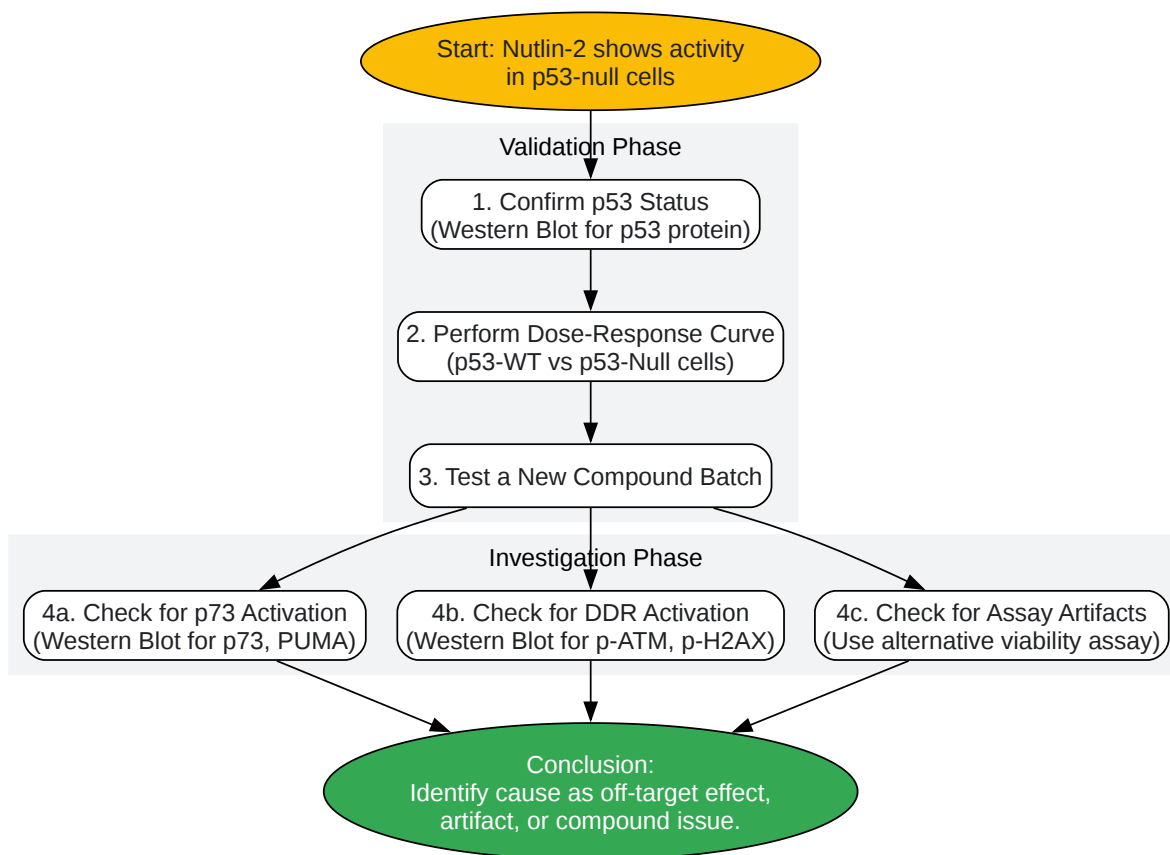 Start: Nutlin-2 shows activity
in p53-null cells
Validation Phase
1. Confirm p53 Status
(Western Blot for p53 protein)
2. Perform Dose-Response Curve
(p53-WT vs p53-Null cells)
3. Test a New Compound Batch
Investigation Phase
4a. Check for p73 Activation
(Western Blot for p73, PUMA)
4b. Check for DDR Activation
(Western Blot for p-ATM, p-H2AX)
4c. Check for Assay Artifacts
(Use alternative viability assay)
Conclusion:
Identify cause as off-target effect,
artifact, or compound issue.